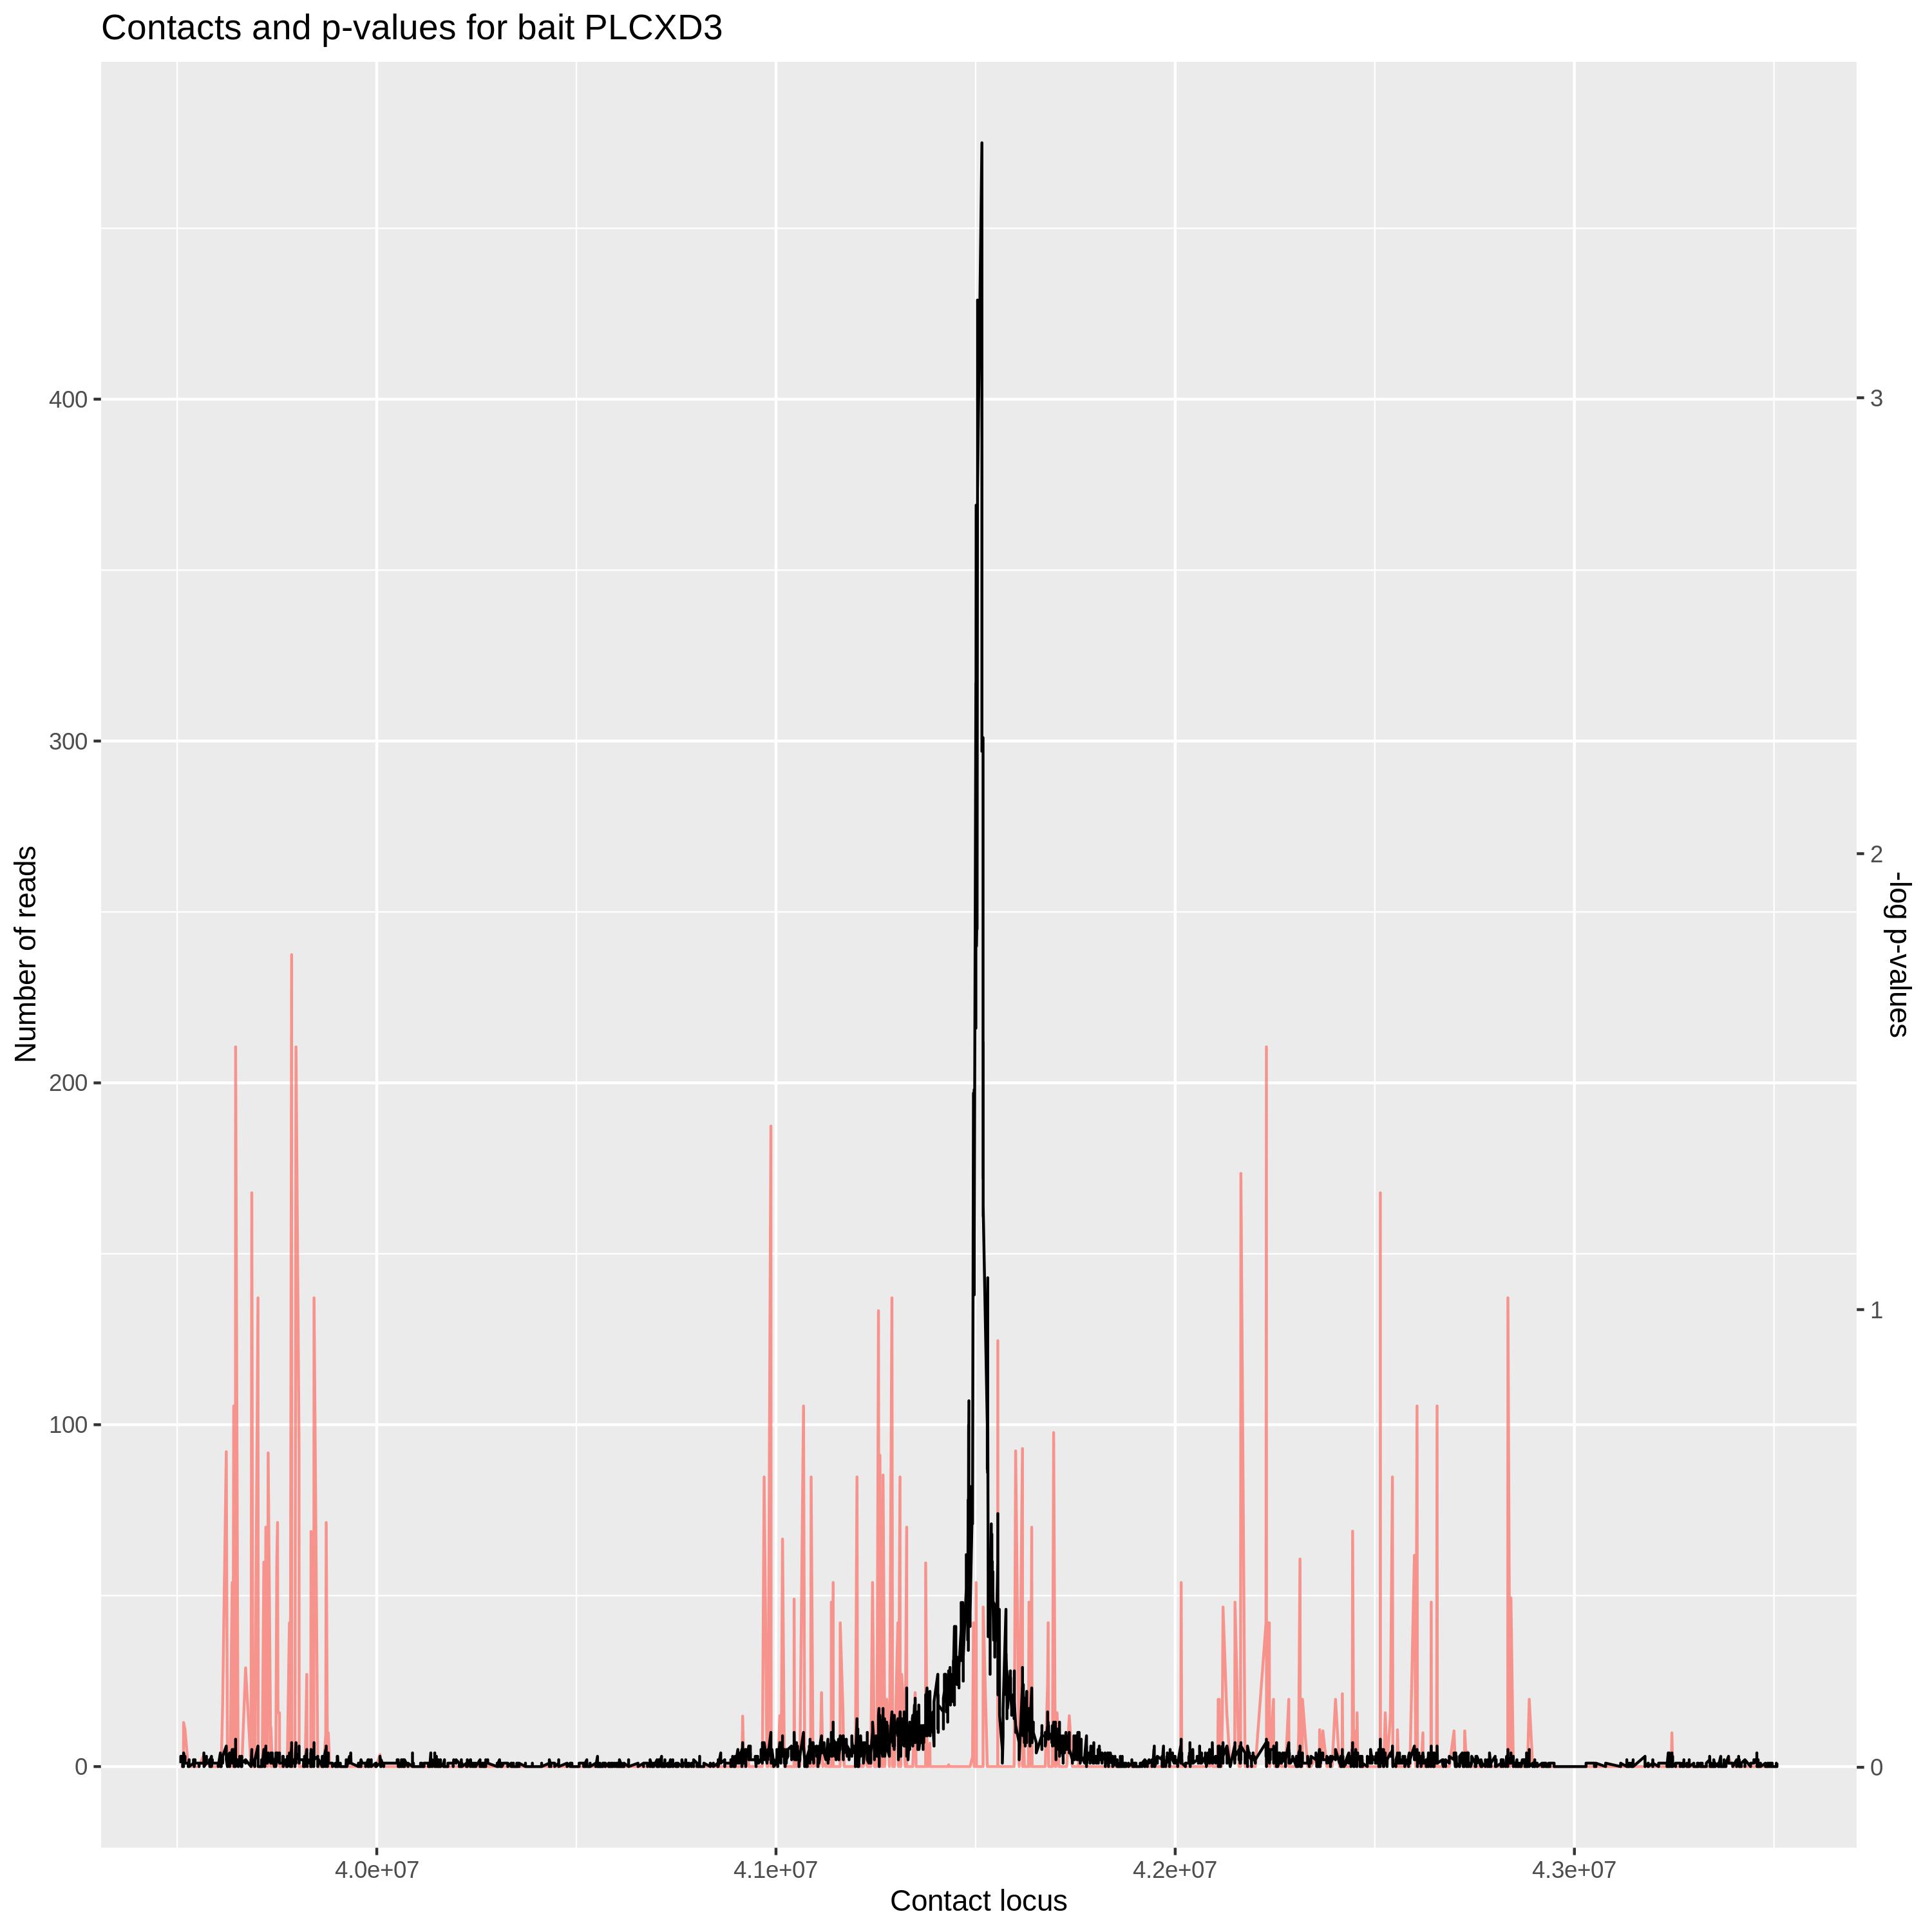 Contacts and p-values for bait PLCXD3
400
300
200
100
0
Number of reads
3
2
1
0
-log p-values
4.0e+07
4.1e+07
4.2e+07
4.3e+07
Contact locus